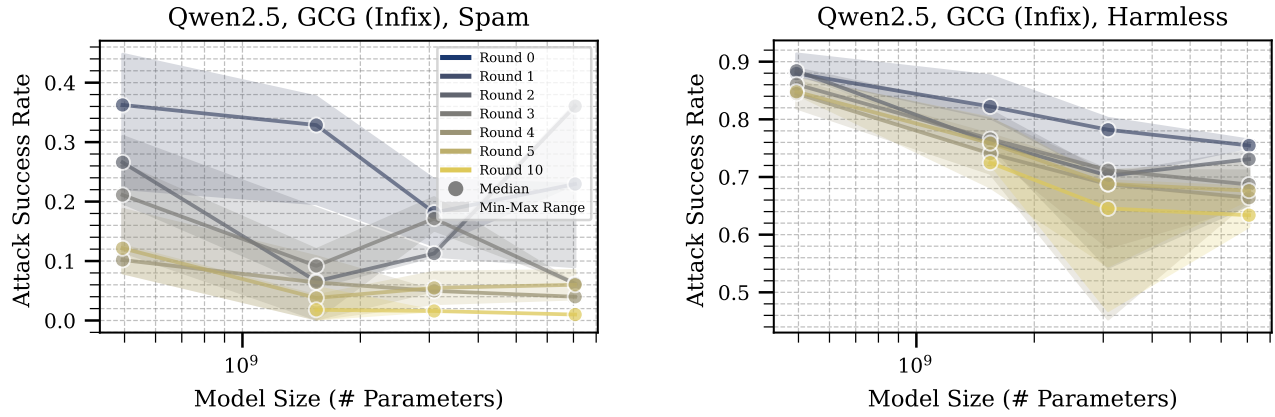 Qwen2.5, GCG (Infix), Spam
Attack Success Rate
0.4
0.3
0.2
0.1
0.0
Round 0
Round 1
Round 2
Round 3
Round 4
Round 5
Round 10
Median
Min-Max Range
10⁹
Model Size (# Parameters)
Qwen2.5, GCG (Infix), Harmless
Attack Success Rate
0.9
0.8
0.7
0.6
0.5
10⁹
Model Size (# Parameters)